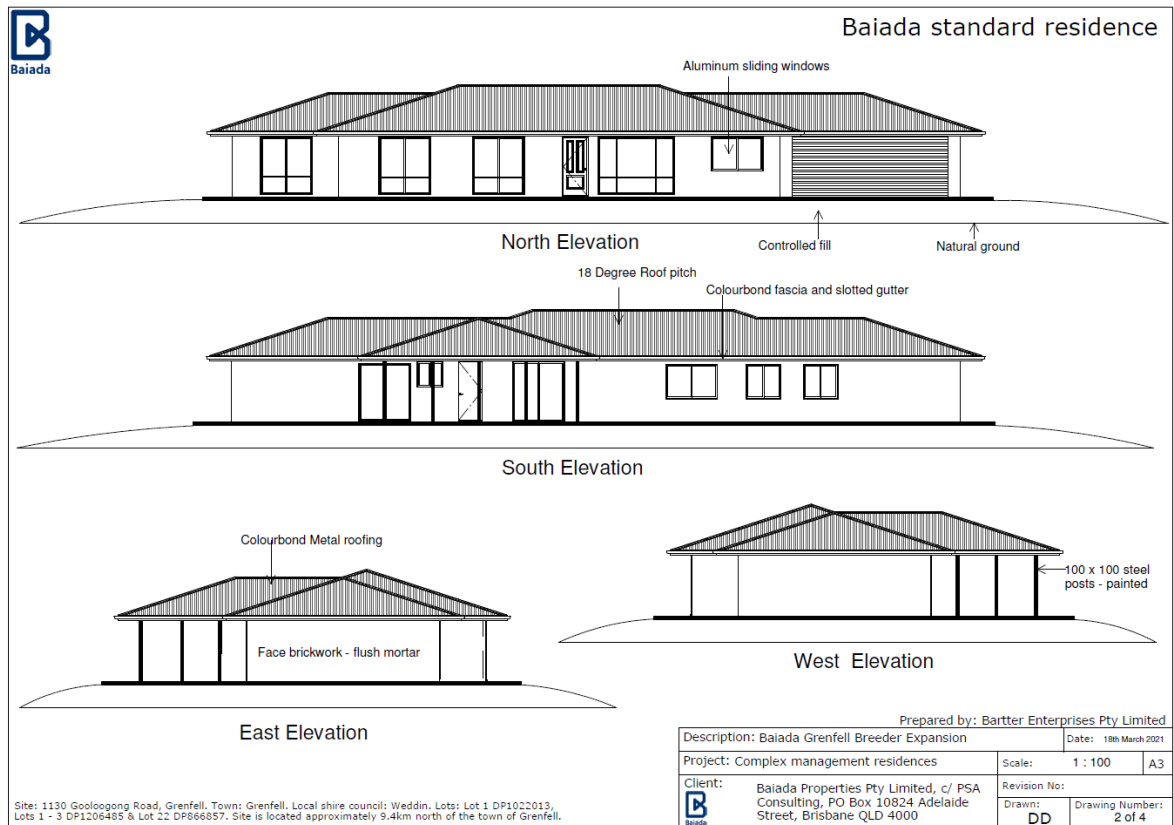 Baiada
Baiada standard residence
Aluminum sliding windows
North Elevation
Controlled fill
Natural ground
18 Degree Roof pitch
Colourbond fascia and slotted gutter
South Elevation
Colourbond Metal roofing
Face brickwork - flush mortar
East Elevation
100 x 100 steel
posts - painted
West Elevation
Prepared by: Bartter Enterprises Pty Limited
Description: Baiada Grenfell Breeder Expansion
Date: 18th March 2021
Project: Complex management residences
Scale: 1 : 100
A3
Client:
Baiada
Baiada Properties Pty Limited, c/ PSA
Consulting, PO Box 10824 Adelaide
Street, Brisbane QLD 4000
Revision No:
Drawn:
DD
Drawing Number:
2 of 4
Site: 1130 Gooloogong Road, Grenfell. Town: Grenfell. Local shire council: Weddin. Lots: Lot 1 DP1022013,
Lots 1 - 3 DP1206485 & Lot 22 DP866857. Site is located approximately 9.4km north of the town of Grenfell.